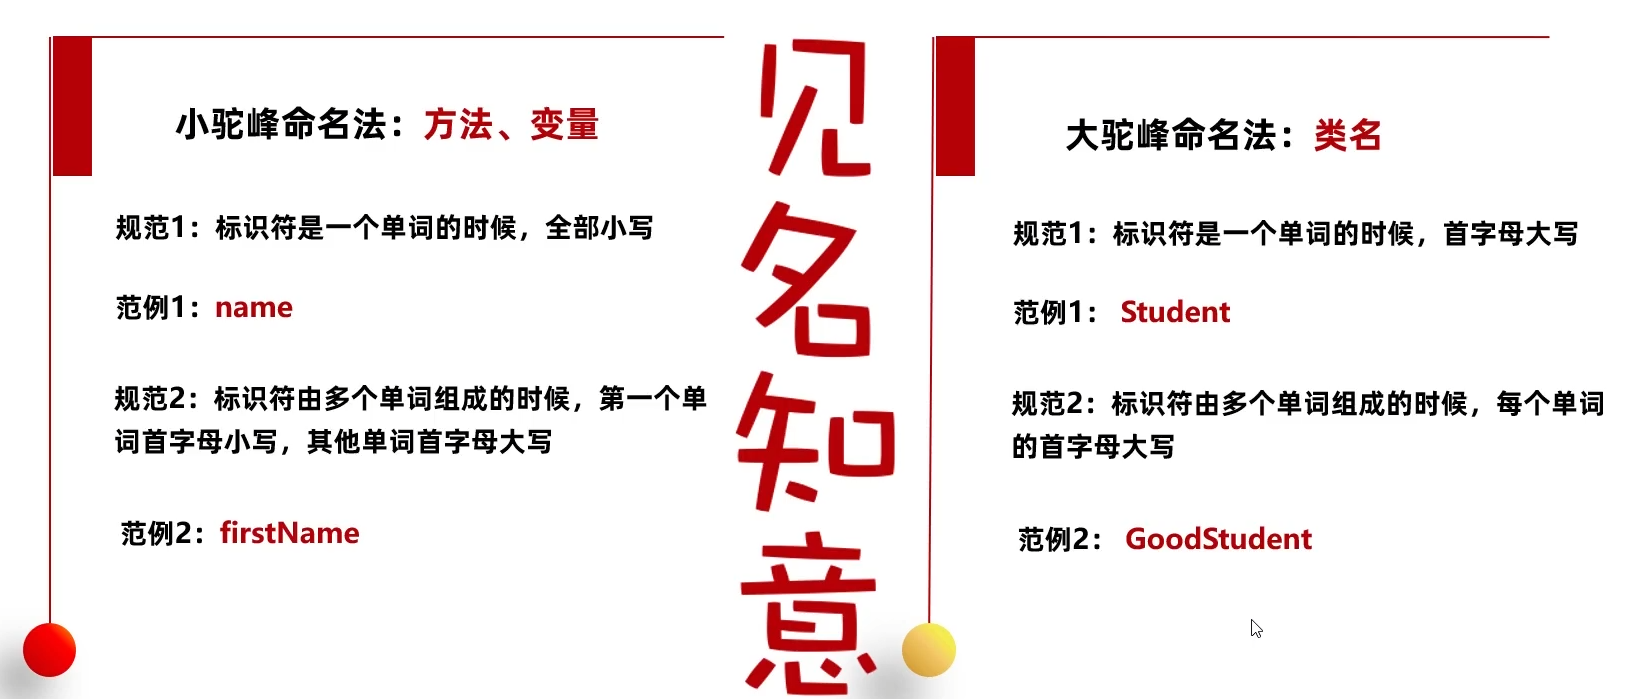 小驼峰命名法：方法、变量
规范1：标识符是一个单词的时候，全部小写
范例1：name
规范2：标识符由多个单词组成的时候，第一个单
词首字母小写，其他单词首字母大写
范例2：firstName
见
名
知
意
大驼峰命名法：类名
规范1：标识符是一个单词的时候，首字母大写
范例1： Student
规范2：标识符由多个单词组成的时候，每个单词
的首字母大写
范例2： GoodStudent